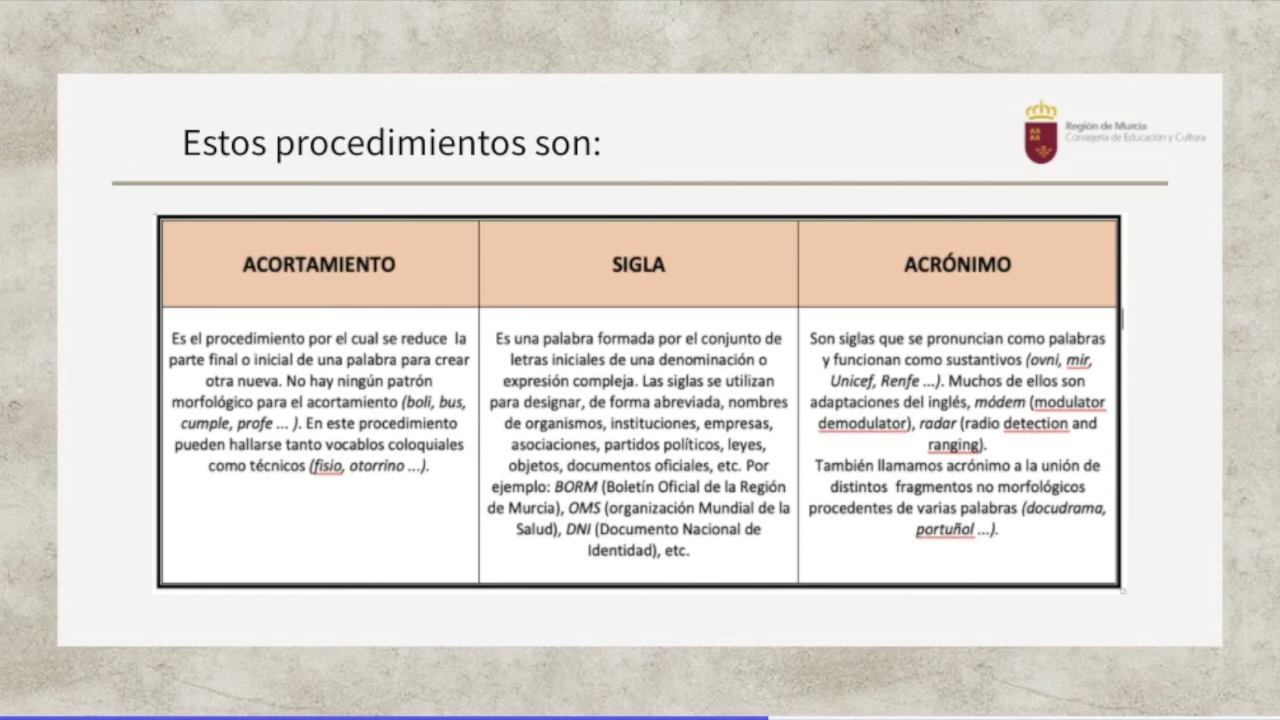 Estos procedimientos son:
Región de Murcia
Consejería de Educación y Cultura
ACORTAMIENTO
Es el procedimiento por el cual se reduce la
parte final o inicial de una palabra para crear
otra nueva. No hay ningún patrón
morfológico para el acortamiento (boli, bus,
cumple, profe ... ). En este procedimiento
pueden hallarse tanto vocablos coloquiales
como técnicos (fisio, otorrino ...).
SIGLA
Es una palabra formada por el conjunto de
letras iniciales de una denominación o
expresión compleja. Las siglas se utilizan
para designar, de forma abreviada, nombres
de organismos, instituciones, empresas,
asociaciones, partidos políticos, leyes,
objetos, documentos oficiales, etc. Por
ejemplo: BORM (Boletín Oficial de la Región
de Murcia), OMS (organización Mundial de la
Salud), DNI (Documento Nacional de
Identidad), etc.
ACRÓNIMO
Son siglas que se pronuncian como palabras
y funcionan como sustantivos (ovni, mir,
Unicef, Renfe ...). Muchos de ellos son
adaptaciones del inglés, módem (modulator
demodulator), radar (radio detection and
ranging).
También llamamos acrónimo a la unión de
distintos fragmentos no morfológicos
procedentes de varias palabras (docudrama,
portuñol ...).